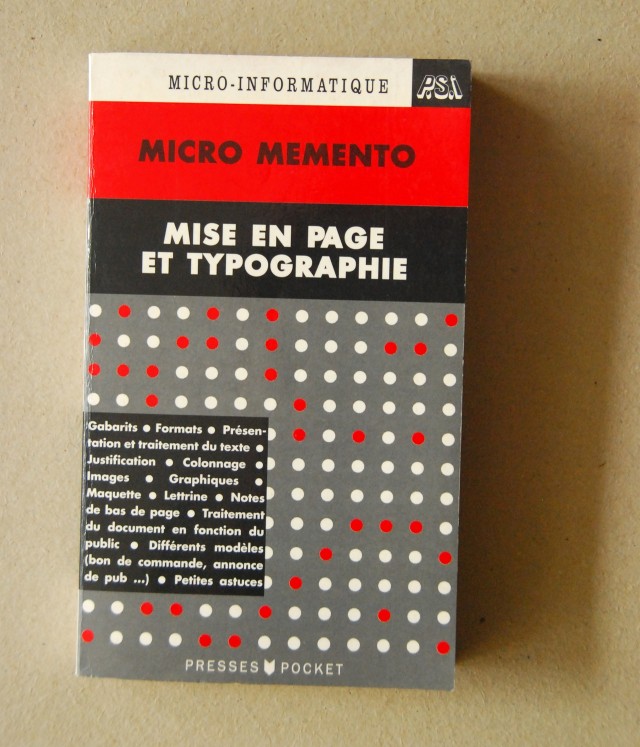 MICRO-INFORMATIQUE P.S.I
MICRO MEMENTO
MISE EN PAGE
ET TYPOGRAPHIE
Gabarits • Formats • Présen-
tation et traitement du texte •
Justification • Colonnage •
Images • Graphiques •
Maquette • Lettrine • Notes
de bas de page • Traitement
du document en fonction du
public • Différents modèles
(bon de commande, annonce
de pub ...) • Petites astuces
PRESSES POCKET